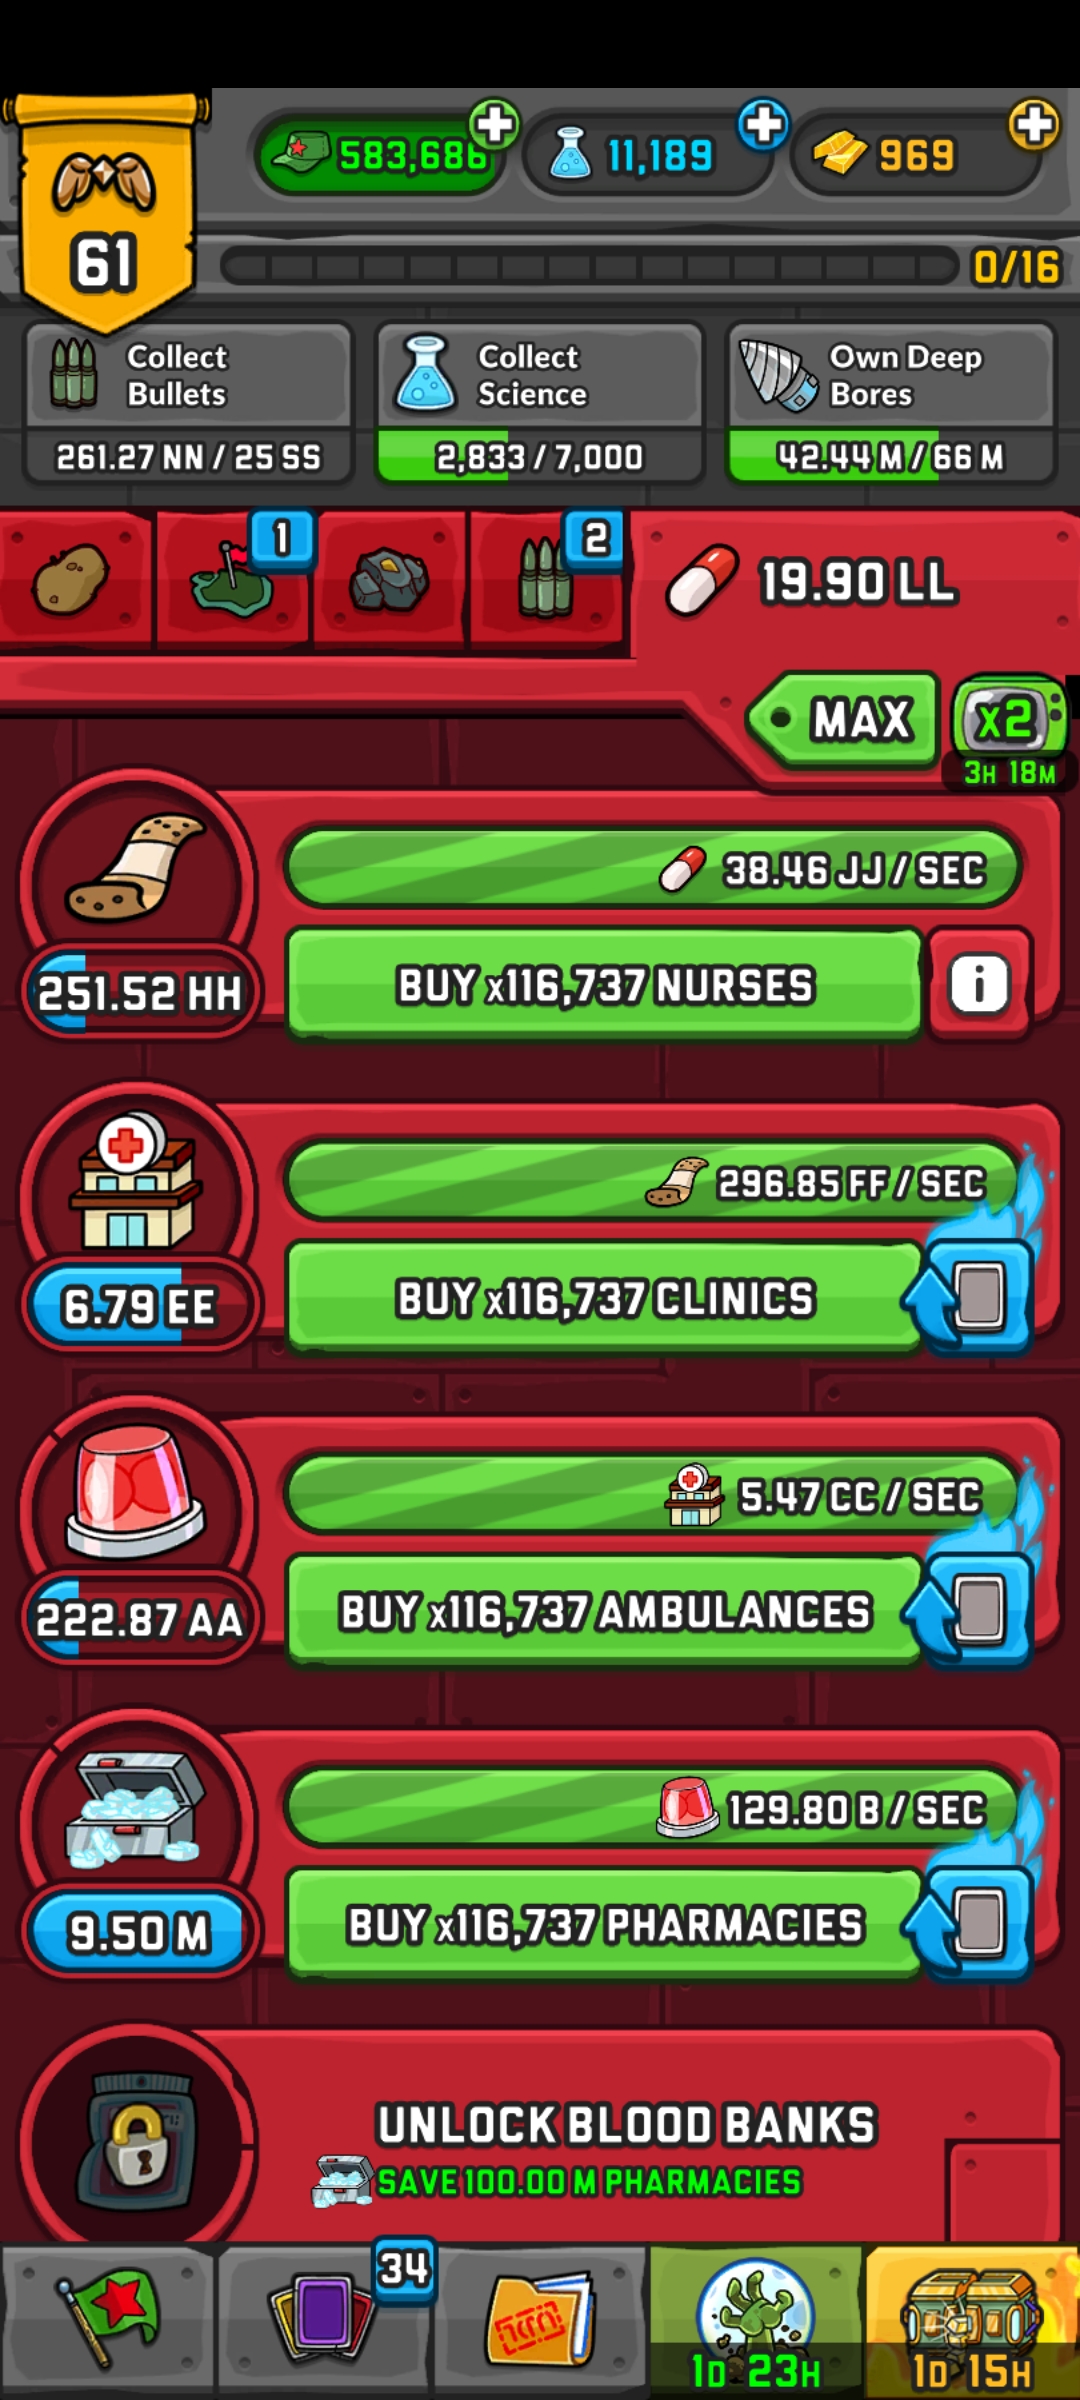 61
583,686
11,189
969
0/16
Collect
Bullets
261.27 NN / 25 SS
Collect
Science
2,833 / 7,000
Own Deep
Bores
42.44 M / 66 M
1
2
19.90 LL
MAX
x2
3H 18M
38.46 JJ / SEC
251.52 HH
BUY x116,737 NURSES
i
296.85 FF / SEC
6.79 EE
BUY x116,737 CLINICS
5.47 CC / SEC
222.87 AA
BUY x116,737 AMBULANCES
129.80 B / SEC
9.50 M
BUY x116,737 PHARMACIES
UNLOCK BLOOD BANKS
SAVE 100.00 M PHARMACIES
34
1D 23H
1D 15H